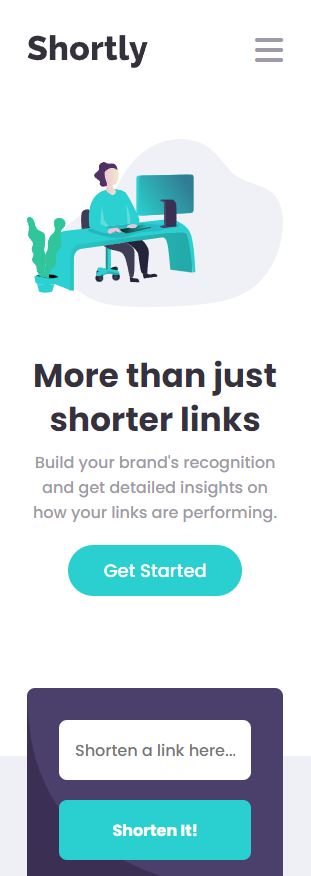 Shortly
More than just
shorter links
Build your brand's recognition
and get detailed insights on
how your links are performing.
Get Started
Shorten a link here...
Shorten It!